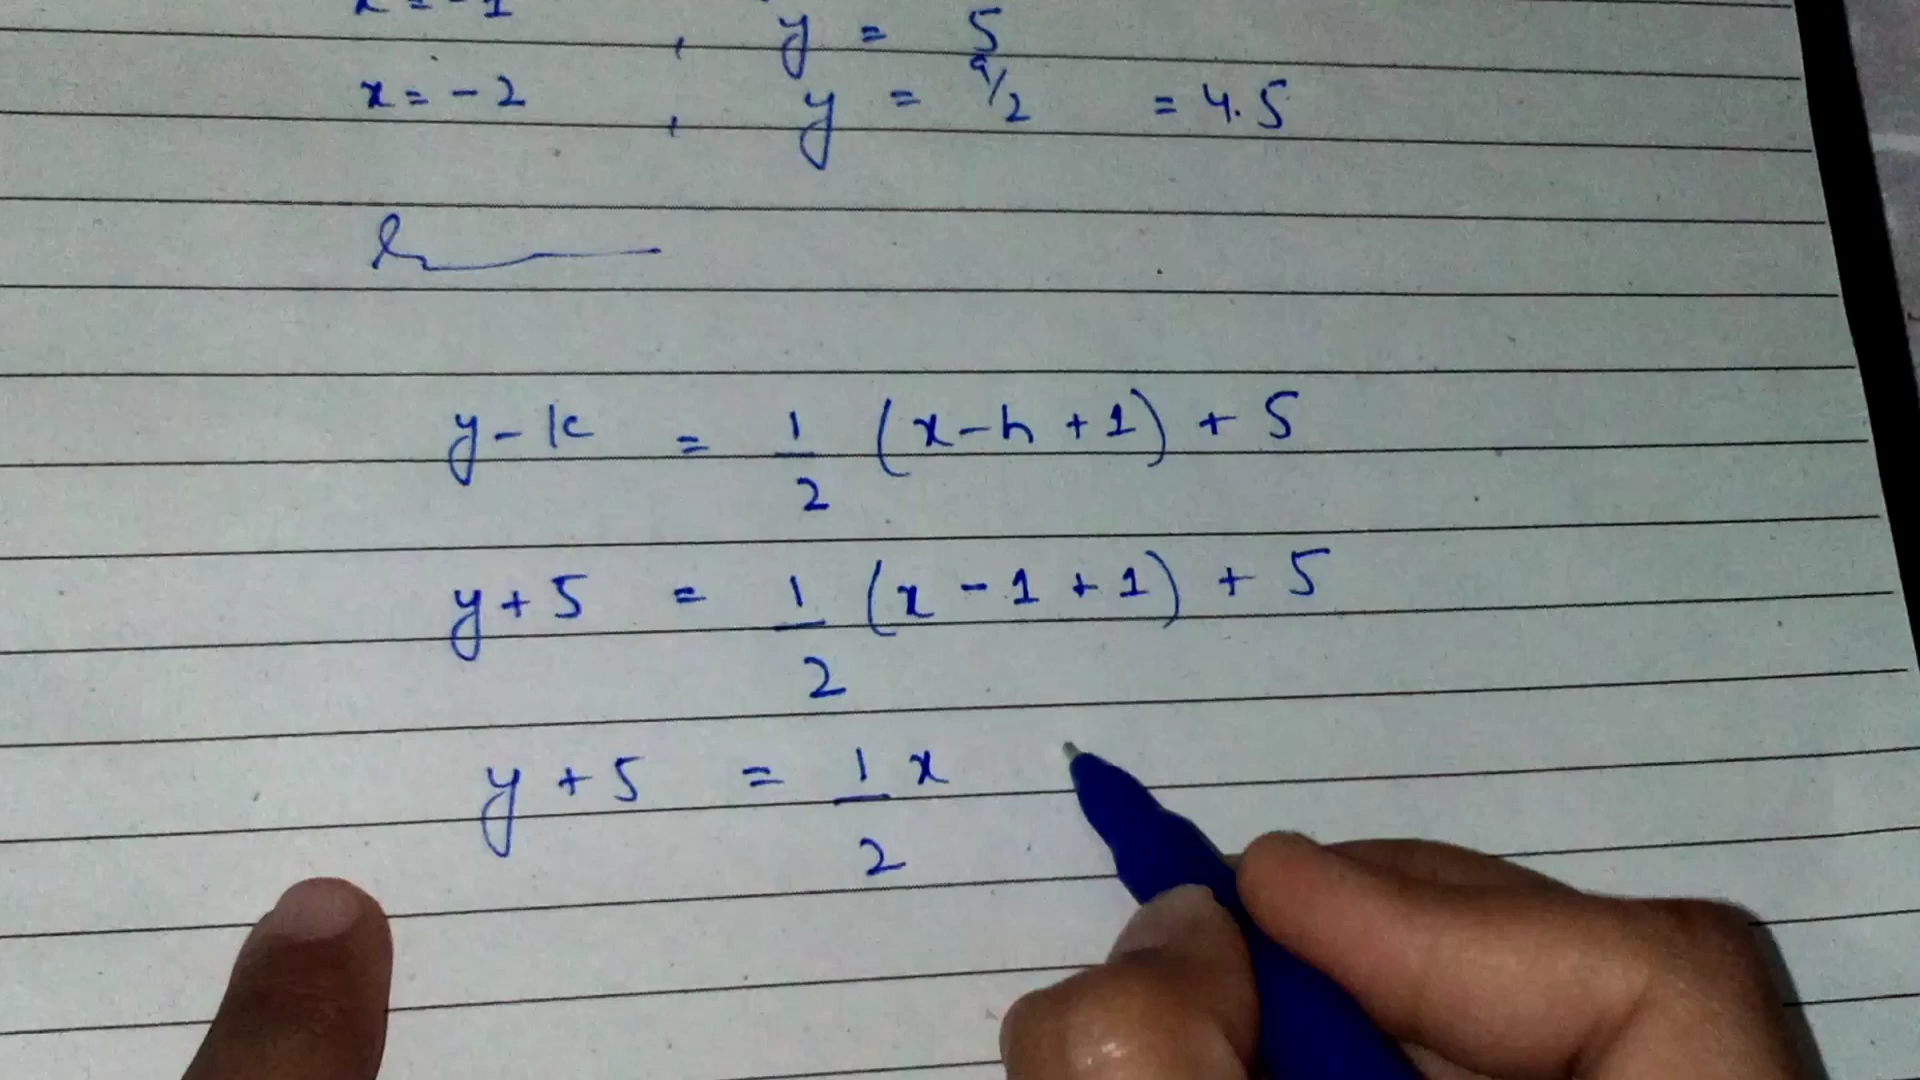 x = -1
, y = 5
x = -2 , y = 9/2 = 4.5
y - k = 1/2 (x - h + 1) + 5
y + 5 = 1/2 (x - 1 + 1) + 5
y + 5 = 1/2 x